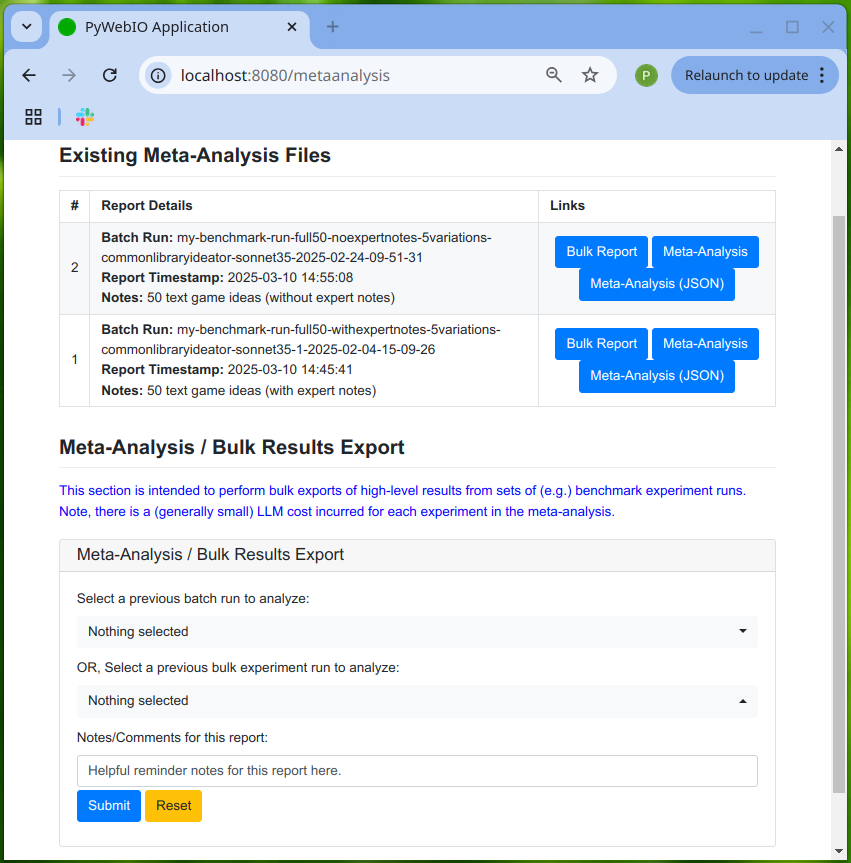 PyWebIO Application
localhost:8080/metaanalysis
P
Relaunch to update
Existing Meta-Analysis Files
# Report Details Links
2
Batch Run: my-benchmark-run-full50-noexpertnotes-5variations-
commonlibraryideator-sonnet35-2025-02-24-09-51-31
Report Timestamp: 2025-03-10 14:55:08
Notes: 50 text game ideas (without expert notes)
Bulk Report Meta-Analysis
Meta-Analysis (JSON)
1
Batch Run: my-benchmark-run-full50-withexpertnotes-5variations-
commonlibraryideator-sonnet35-1-2025-02-04-15-09-26
Report Timestamp: 2025-03-10 14:45:41
Notes: 50 text game ideas (with expert notes)
Bulk Report Meta-Analysis
Meta-Analysis (JSON)
Meta-Analysis / Bulk Results Export
This section is intended to perform bulk exports of high-level results from sets of (e.g.) benchmark experiment runs.
Note, there is a (generally small) LLM cost incurred for each experiment in the meta-analysis.
Meta-Analysis / Bulk Results Export
Select a previous batch run to analyze:
Nothing selected
OR, Select a previous bulk experiment run to analyze:
Nothing selected
Notes/Comments for this report:
Helpful reminder notes for this report here.
Submit Reset